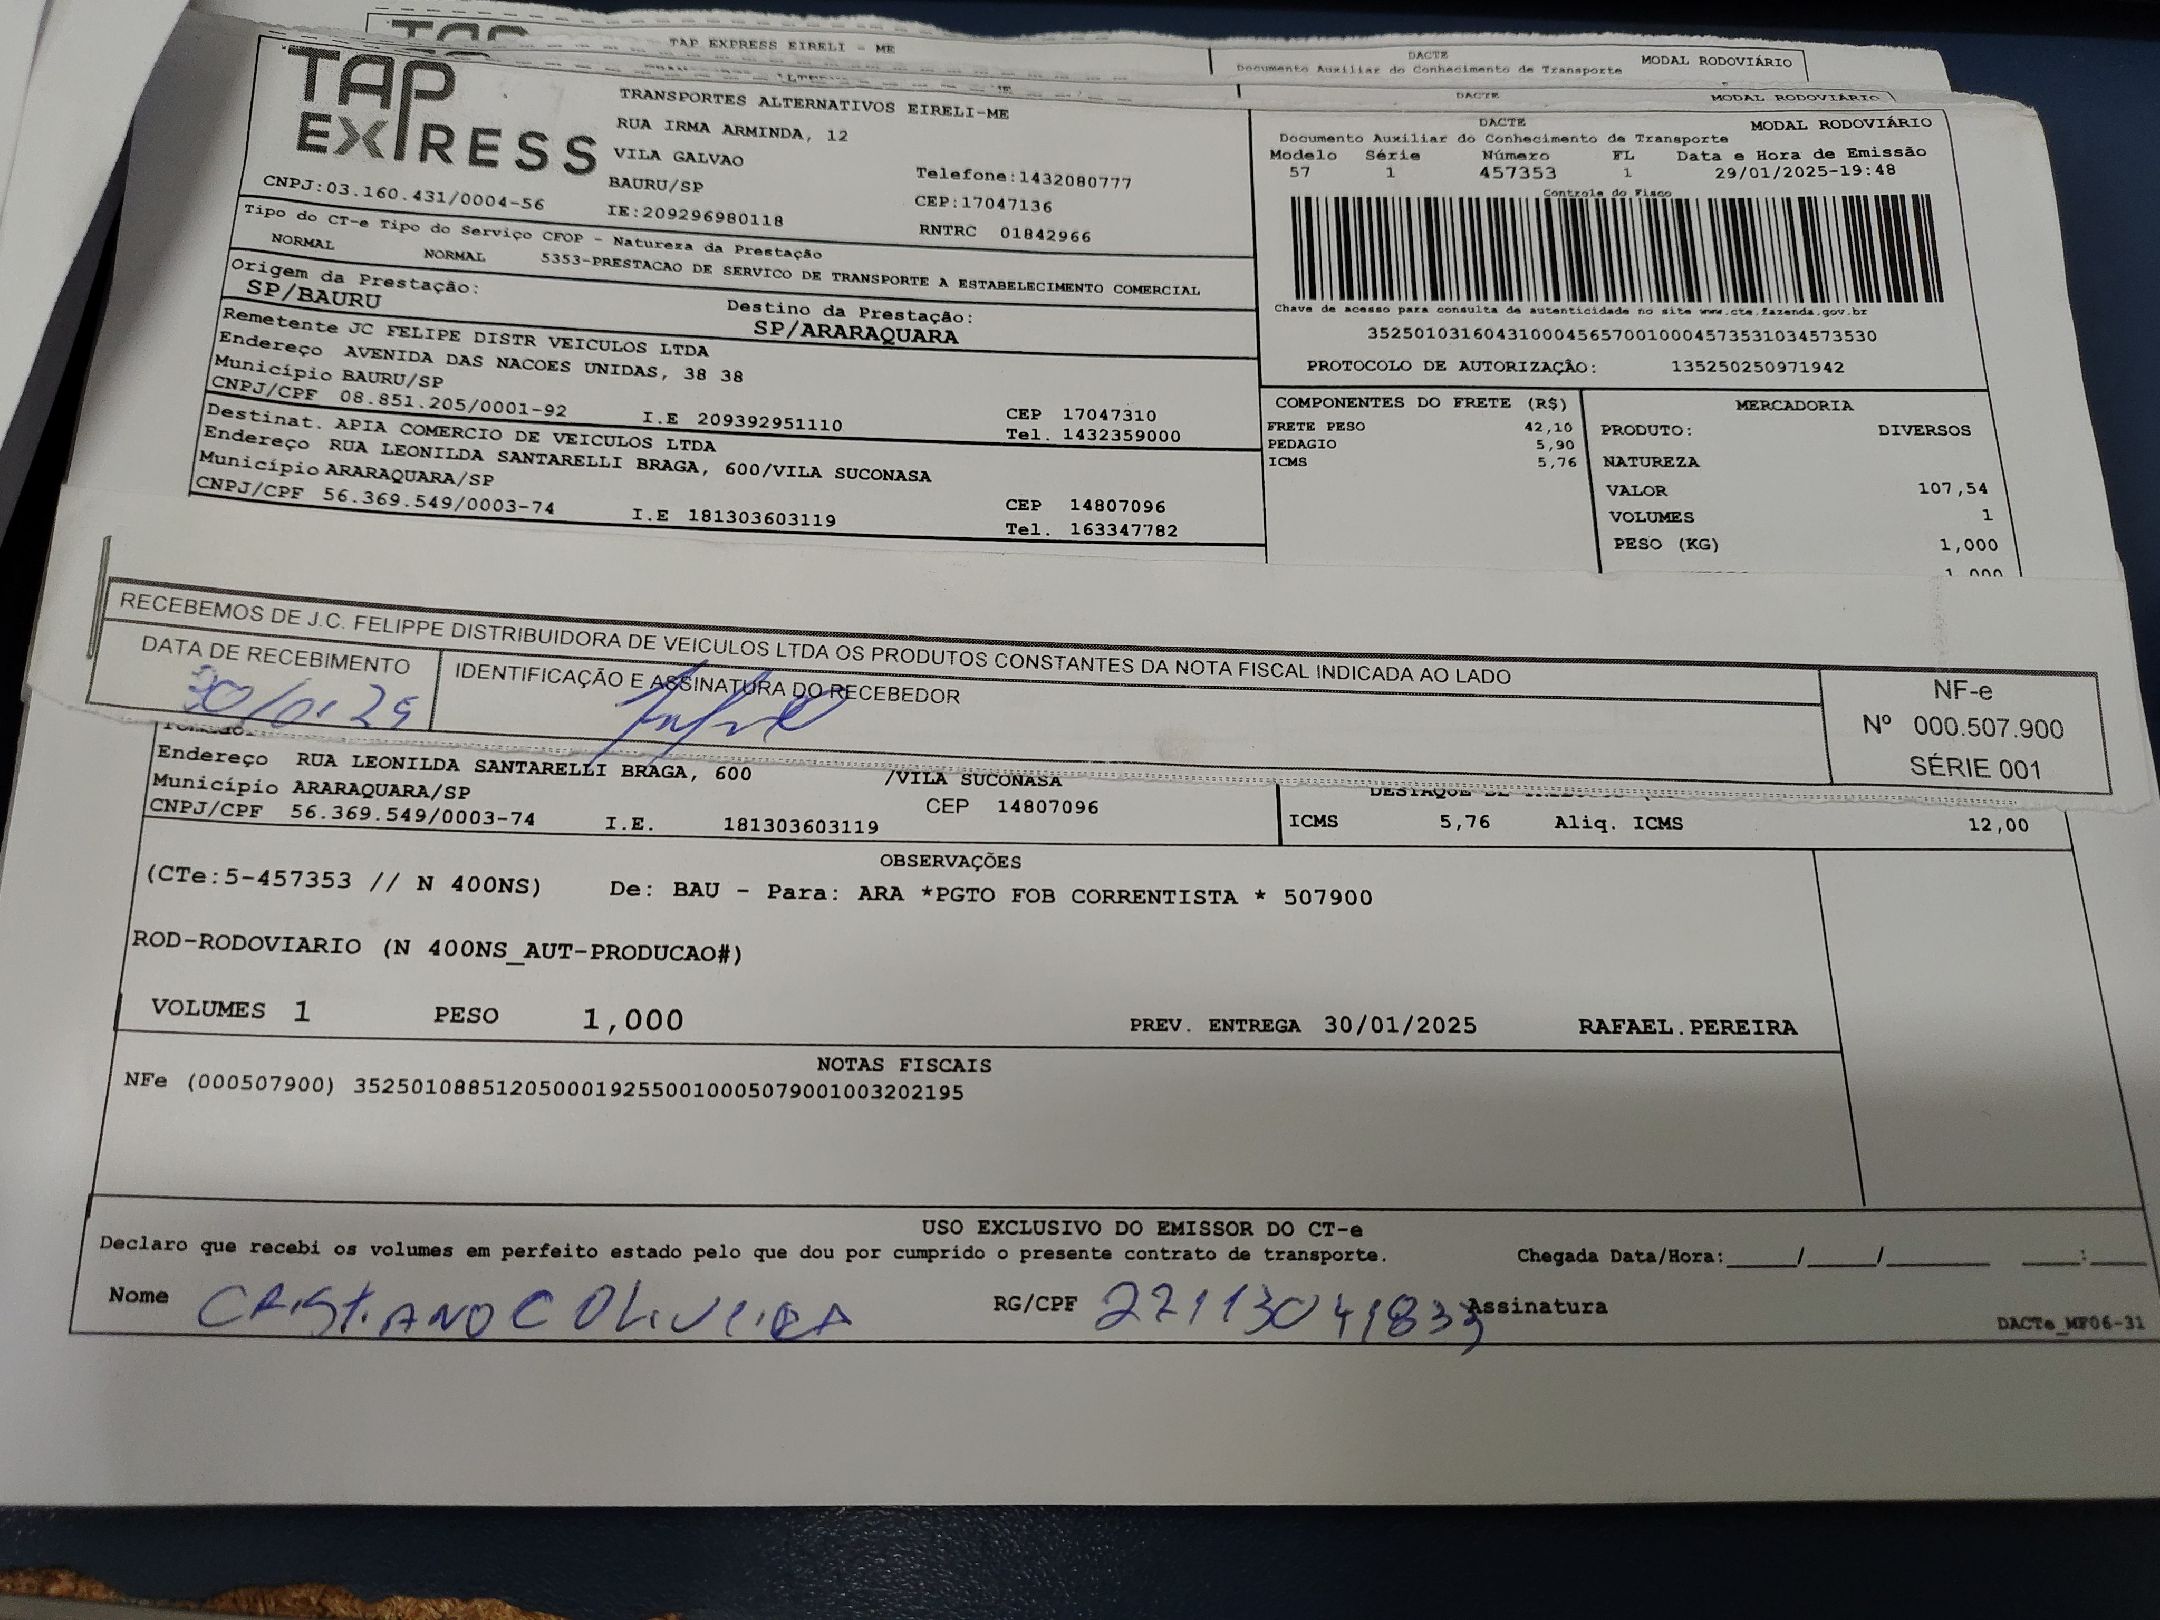 TAP EXPRESS EIRELI - ME
DACTE
Documento Auxiliar do Conhecimento de Transporte
MODAL RODOVIÁRIO
DACTE
MODAL RODOVIÁRIO
TAP EXPRESS
TRANSPORTES ALTERNATIVOS EIRELI-ME
RUA IRMA ARMINDA, 12
VILA GALVAO
BAURU/SP
Telefone:1432080777
CNPJ:03.160.431/0004-56
IE:209296980118
CEP:17047136
RNTRC 01842966
DACTE
MODAL RODOVIÁRIO
Documento Auxiliar do Conhecimento de Transporte
Modelo Série Número FL Data e Hora de Emissão
57 1 457353 1 29/01/2025-19:48
Controle do Fisco
Chave de acesso para consulta de autenticidade no site www.cte.fazenda.gov.br
35250103160431000456570010004573531034573530
PROTOCOLO DE AUTORIZAÇÃO: 135250250971942
Tipo do CT-e Tipo do Serviço CFOP - Natureza da Prestação
NORMAL NORMAL 5353-PRESTACAO DE SERVICO DE TRANSPORTE A ESTABELECIMENTO COMERCIAL
Origem da Prestação: Destino da Prestação:
SP/BAURU SP/ARARAQUARA
Remetente JC FELIPE DISTR VEICULOS LTDA
Endereço AVENIDA DAS NACOES UNIDAS, 38 38
Município BAURU/SP CEP 17047310
CNPJ/CPF 08.851.205/0001-92 I.E 209392951110 Tel. 1432359000
Destinat. APIA COMERCIO DE VEICULOS LTDA
Endereço RUA LEONILDA SANTARELLI BRAGA, 600/VILA SUCONASA
Município ARARAQUARA/SP CEP 14807096
CNPJ/CPF 56.369.549/0003-74 I.E 181303603119 Tel. 163347782
COMPONENTES DO FRETE (R$)
FRETE PESO 42,10
PEDAGIO 5,90
ICMS 5,76
MERCADORIA
PRODUTO: DIVERSOS
NATUREZA
VALOR 107,54
VOLUMES 1
PESO (KG) 1,000
1,000
RECEBEMOS DE J.C. FELIPPE DISTRIBUIDORA DE VEICULOS LTDA OS PRODUTOS CONSTANTES DA NOTA FISCAL INDICADA AO LADO
DATA DE RECEBIMENTO
30/01 25
IDENTIFICAÇÃO E ASSINATURA DO RECEBEDOR
NF-e
Nº 000.507.900
SÉRIE 001
Endereço RUA LEONILDA SANTARELLI BRAGA, 600 /VILA SUCONASA
Município ARARAQUARA/SP CEP 14807096
CNPJ/CPF 56.369.549/0003-74 I.E. 181303603119
ICMS 5,76 Aliq. ICMS 12,00
OBSERVAÇÕES
(CTe:5-457353 // N 400NS) De: BAU - Para: ARA *PGTO FOB CORRENTISTA * 507900
ROD-RODOVIARIO (N 400NS_AUT-PRODUCAO#)
VOLUMES 1 PESO 1,000 PREV. ENTREGA 30/01/2025 RAFAEL.PEREIRA
NOTAS FISCAIS
NFe (000507900) 35250108851205000192550010005079001003202195
USO EXCLUSIVO DO EMISSOR DO CT-e
Declaro que recebi os volumes em perfeito estado pelo que dou por cumprido o presente contrato de transporte. Chegada Data/Hora:____/____/______ ____:____
Nome CRISTIANO C OLIVEIRA RG/CPF 22113041833 Assinatura
DACTe_MF06-31